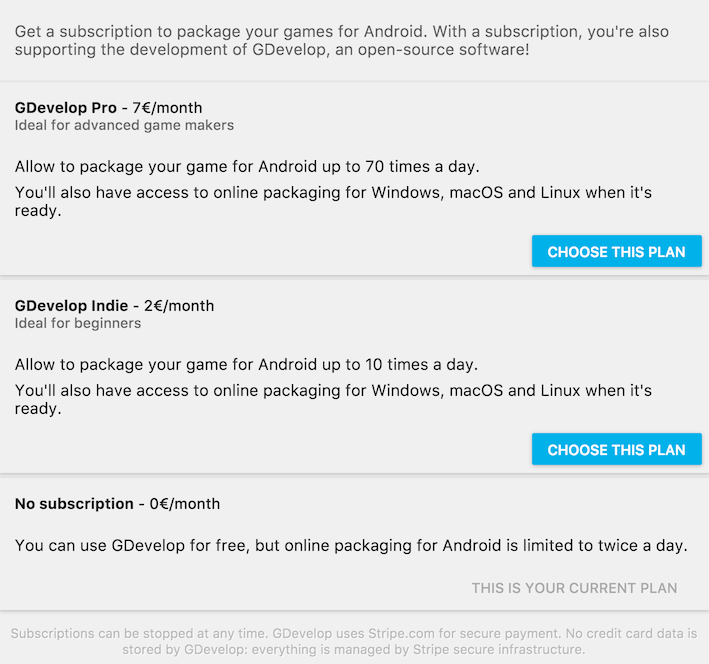 Get a subscription to package your games for Android. With a subscription, you're also
supporting the development of GDevelop, an open-source software!
GDevelop Pro - 7€/month
Ideal for advanced game makers
Allow to package your game for Android up to 70 times a day.
You'll also have access to online packaging for Windows, macOS and Linux when it's
ready.
CHOOSE THIS PLAN
GDevelop Indie - 2€/month
Ideal for beginners
Allow to package your game for Android up to 10 times a day.
You'll also have access to online packaging for Windows, macOS and Linux when it's
ready.
CHOOSE THIS PLAN
No subscription - 0€/month
You can use GDevelop for free, but online packaging for Android is limited to twice a day.
THIS IS YOUR CURRENT PLAN
Subscriptions can be stopped at any time. GDevelop uses Stripe.com for secure payment. No credit card data is
stored by GDevelop: everything is managed by Stripe secure infrastructure.